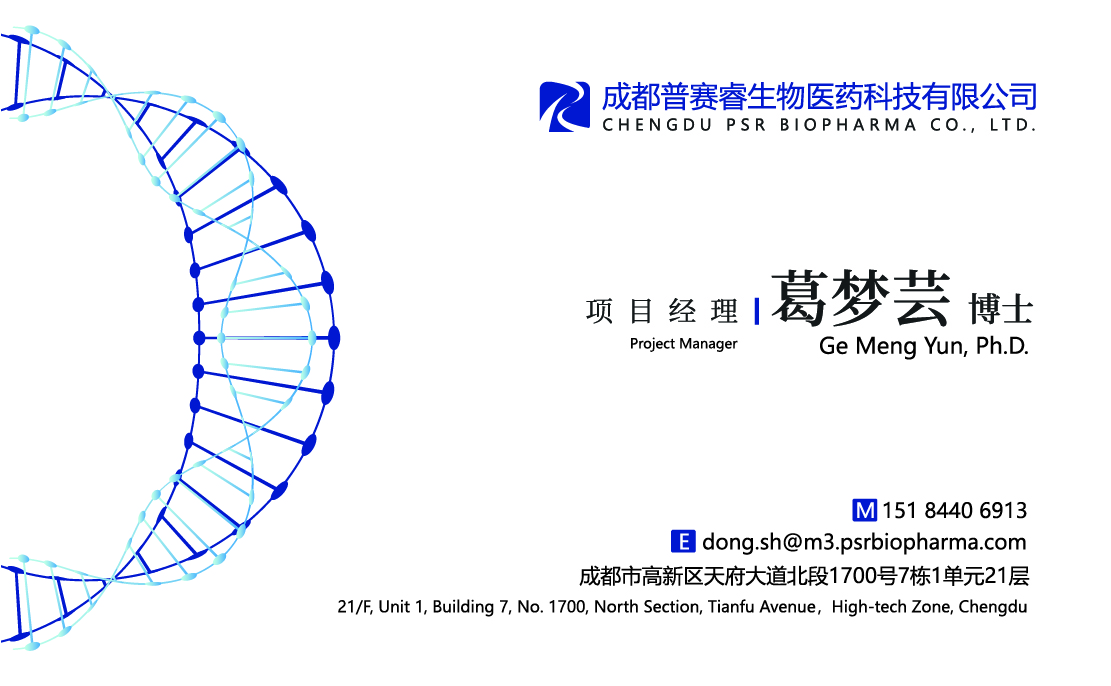 成都普赛睿生物医药科技有限公司
CHENGDU PSR BIOPHARMA CO., LTD.
项目经理 | 葛梦芸 博士
Project Manager Ge Meng Yun, Ph.D.
M 151 8440 6913
E dong.sh@m3.psrbiopharma.com
成都市高新区天府大道北段1700号7栋1单元21层
21/F, Unit 1, Building 7, No. 1700, North Section, Tianfu Avenue，High-tech Zone, Chengdu